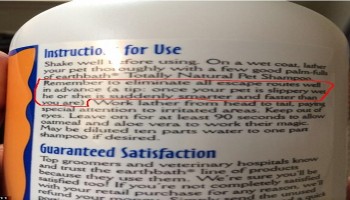 Instructions for Use
Shake well before using. On a wet coat, lather
your pet thoroughly with a few good palm-fulls
of earthbath® Totally Natural Pet Shampoo.
Remember to eliminate all escape routes well
in advance (a tip: once your pet is slippery wet
he or she is suddenly smarter and faster than
you are). Work lather from head to tail, paying
special attention to irritated areas. Keep out of
eyes. Leave on for at least 90 seconds to allow
oatmeal and aloe vera to work their magic.
May be diluted ten parts water to one part
shampoo if desired.
Guaranteed Satisfaction
Top groomers and veterinary hospitals know
and trust the earthbath® line of products
because they use them. We're sure you'll be
satisfied too! If you're not completely satisfied
with your retail purchase for any reason, we'll